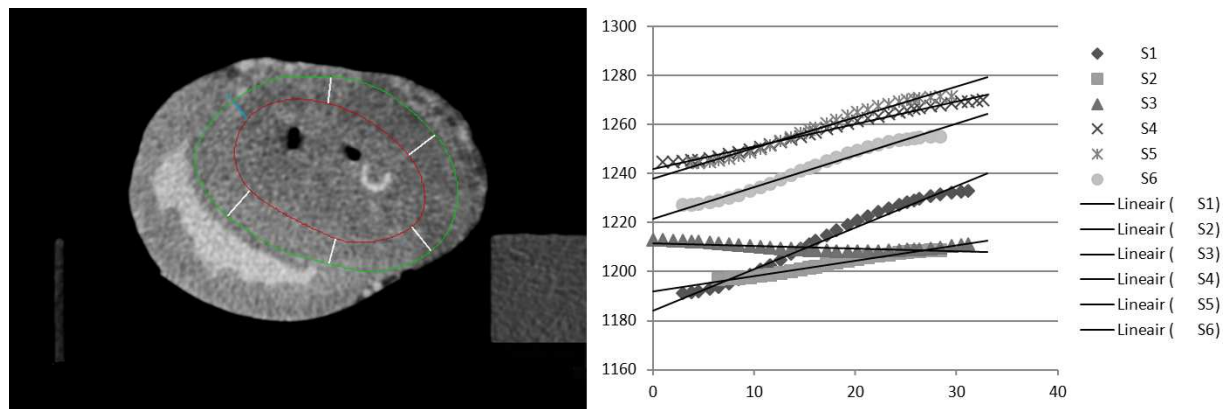 1300
1280
1260
1240
1220
1200
1180
1160
0 10 20 30 40
S1
S2
S3
S4
S5
S6
Lineair ( S1)
Lineair ( S2)
Lineair ( S3)
Lineair ( S4)
Lineair ( S5)
Lineair ( S6)